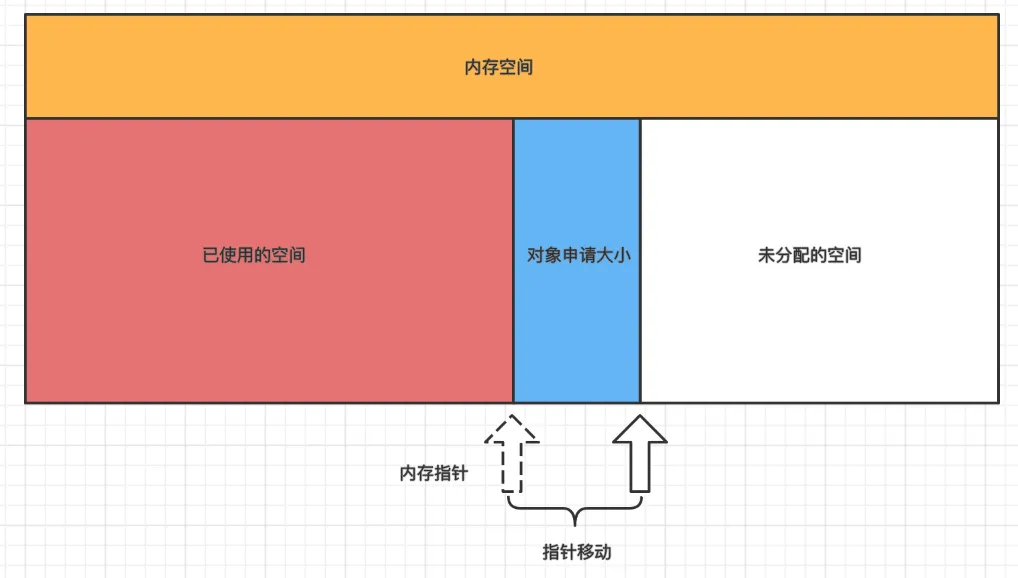 内存空间
已使用的空间
对象申请大小
未分配的空间
内存指针
指针移动